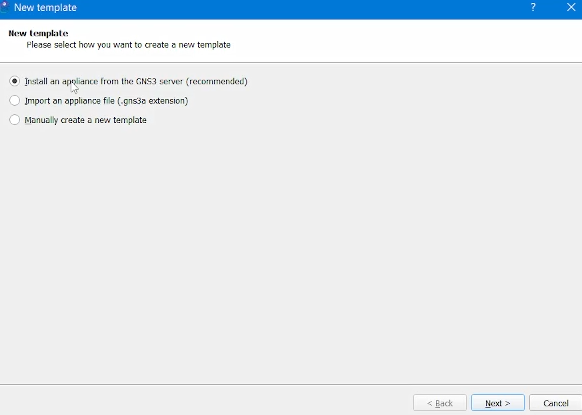 New template
?
New template
Please select how you want to create a new template
Install an appliance from the GNS3 server (recommended)
Import an appliance file (.gns3a extension)
Manually create a new template
< Back
Next >
Cancel